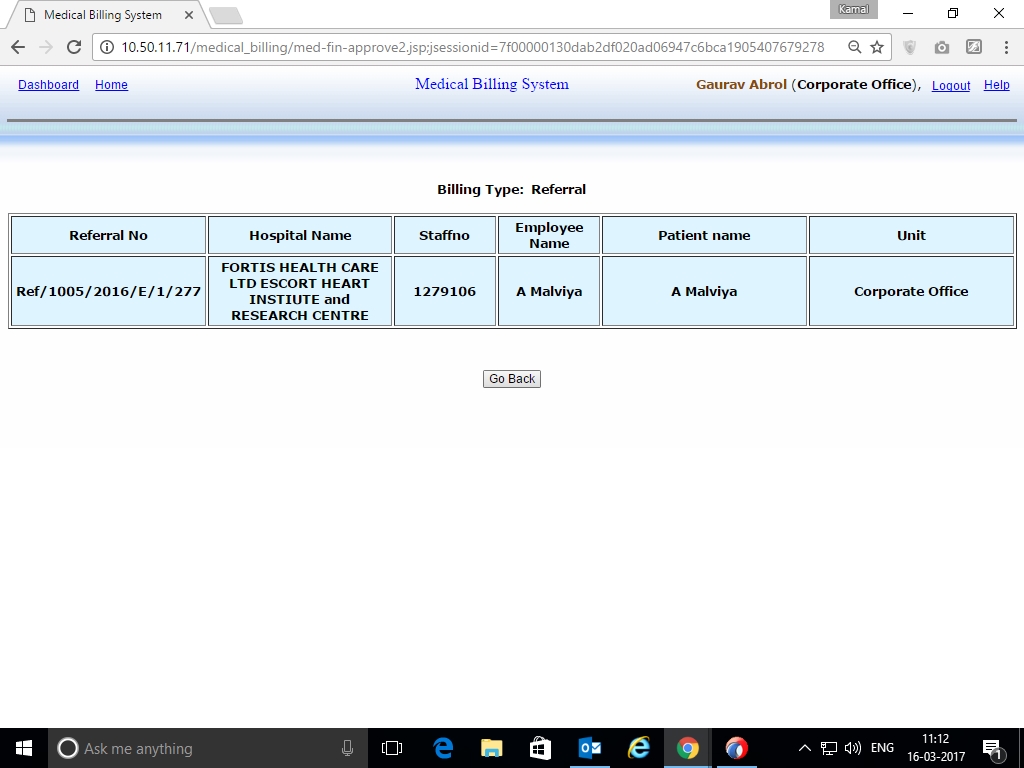 Medical Billing System
Kamal
10.50.11.71/medical_billing/med-fin-approve2.jsp;jsessionid=7f00000130dab2df020ad06947c6bca1905407679278
Dashboard Home Medical Billing System Gaurav Abrol (Corporate Office), Logout Help
Billing Type: Referral
Referral No Hospital Name Staffno Employee Name Patient name Unit
Ref/1005/2016/E/1/277 FORTIS HEALTH CARE LTD ESCORT HEART INSTIUTE and RESEARCH CENTRE 1279106 A Malviya A Malviya Corporate Office
Go Back
Ask me anything
ENG
11:12
16-03-2017
1